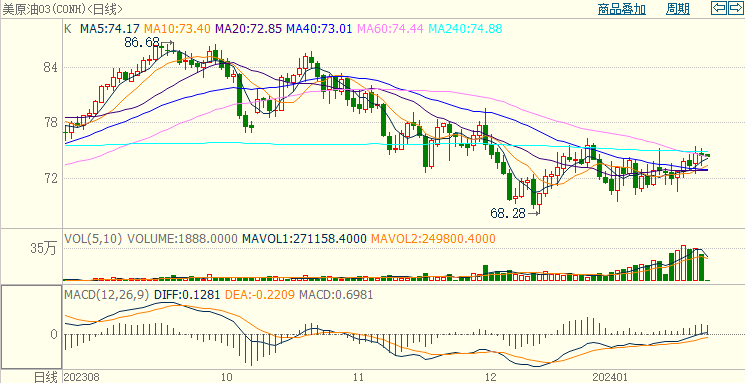 美原油03(CONH)<日线> 商品叠加 周期
K MA5:74.17 MA10:73.40 MA20:72.85 MA40:73.01 MA60:74.44 MA240:74.88
86.68
84
78
72
68.28
VOL(5,10) VOLUME:1888.0000 MAVOL1:271158.4000 MAVOL2:249800.4000
35万
MACD(12,26,9) DIFF:0.1281 DEA:-0.2209 MACD:0.6981
0
日线 202308 10 11 12 202401